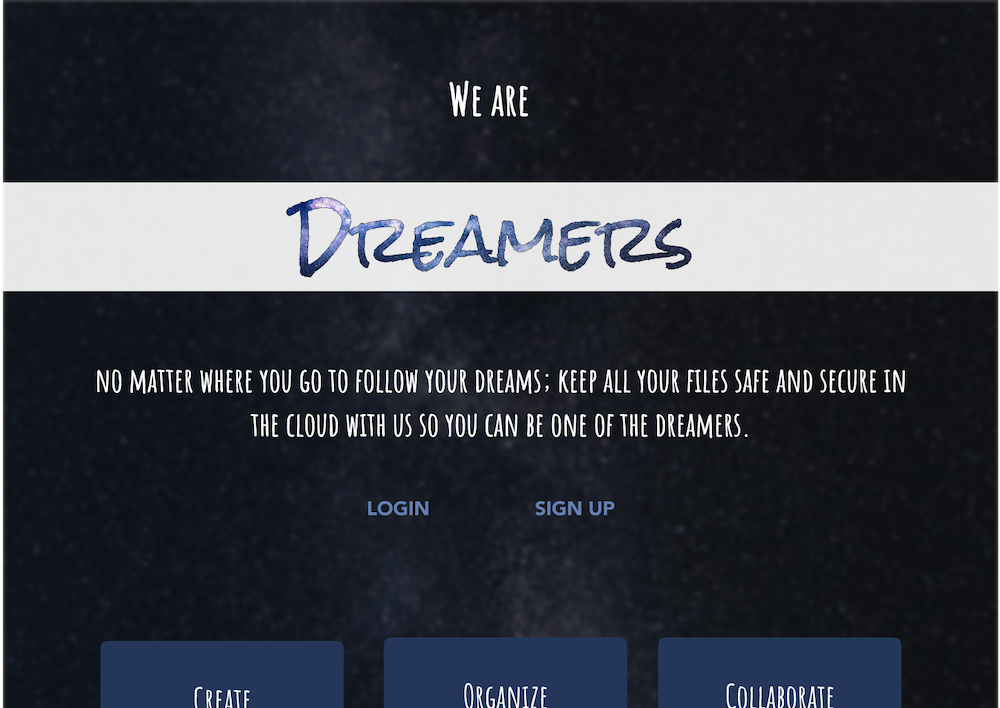 We are
Dreamers
no matter where you go to follow your dreams; keep all your files safe and secure in
the cloud with us so you can be one of the dreamers.
LOGIN SIGN UP
Create Organize Collaborate